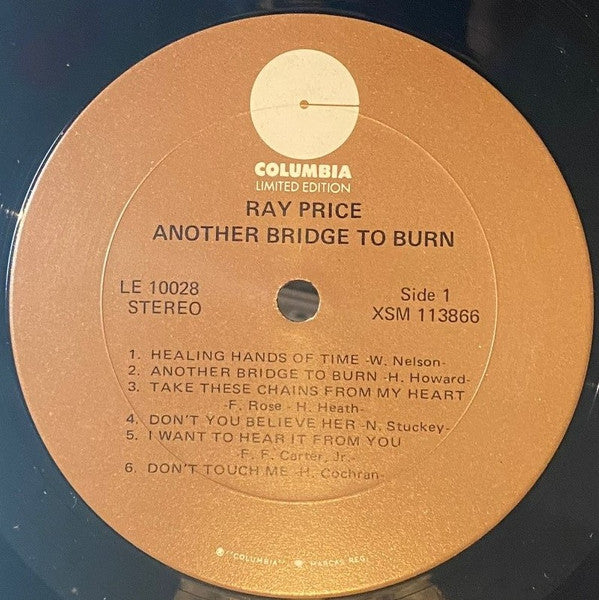 COLUMBIA
LIMITED EDITION
RAY PRICE
ANOTHER BRIDGE TO BURN
LE 10028
STEREO
Side 1
XSM 113866
1. HEALING HANDS OF TIME -W. Nelson-
2. ANOTHER BRIDGE TO BURN -H. Howard-
3. TAKE THESE CHAINS FROM MY HEART
-F. Rose - H. Heath-
4. DON'T YOU BELIEVE HER -N. Stuckey-
5. I WANT TO HEAR IT FROM YOU
-F. F. Carter, Jr.-
6. DON'T TOUCH ME -H. Cochran-
"COLUMBIA" MARCAS REG.